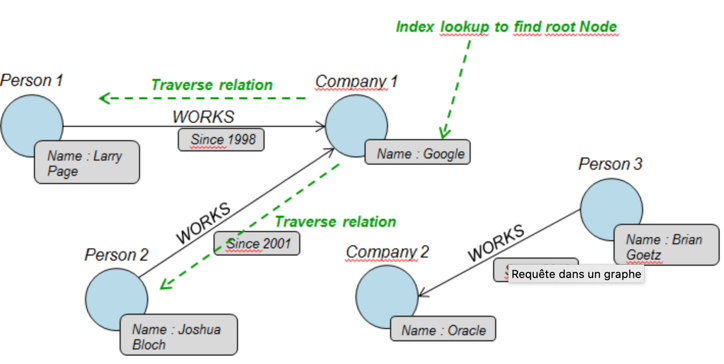 Index lookup to find root Node
Person 1
Traverse relation
Company 1
WORKS
Since 1998
Name : Larry
Page
Name : Google
Person 3
WORKS
Traverse relation
Since 2001
Person 2
Company 2
WORKS
Name : Brian
Goetz
Requête dans un graphe
Name : Joshua
Bloch
Name : Oracle